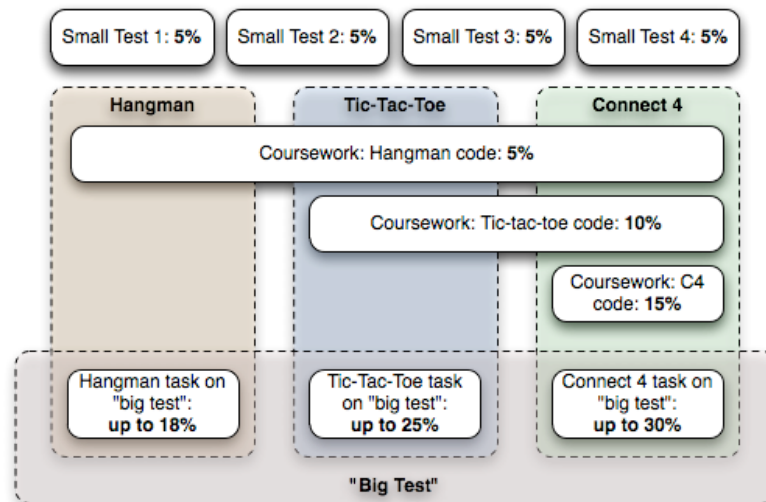 Small Test 1: 5%
Small Test 2: 5%
Small Test 3: 5%
Small Test 4: 5%
Hangman
Tic-Tac-Toe
Connect 4
Coursework: Hangman code: 5%
Coursework: Tic-tac-toe code: 10%
Coursework: C4
code: 15%
Hangman task on
"big test":
up to 18%
Tic-Tac-Toe task
on "big test":
up to 25%
Connect 4 task on
"big test":
up to 30%
"Big Test"